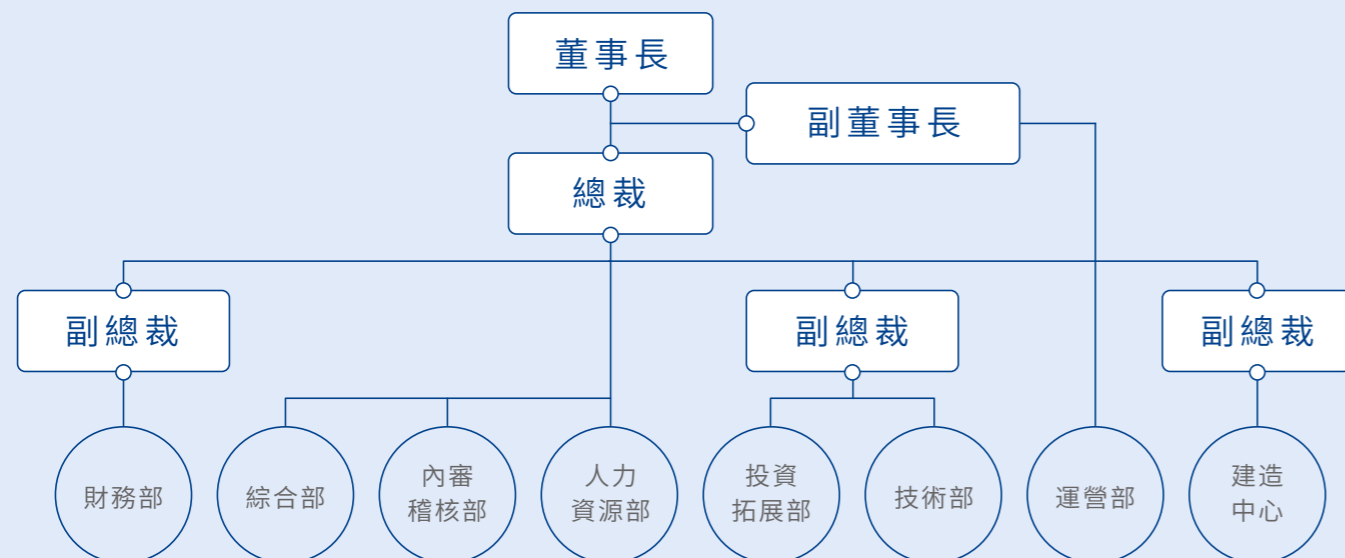 董事長
副董事長
總裁
副總裁
副總裁
副總裁
財務部
綜合部
內審
稽核部
人力
資源部
投資
拓展部
技術部
運營部
建造
中心